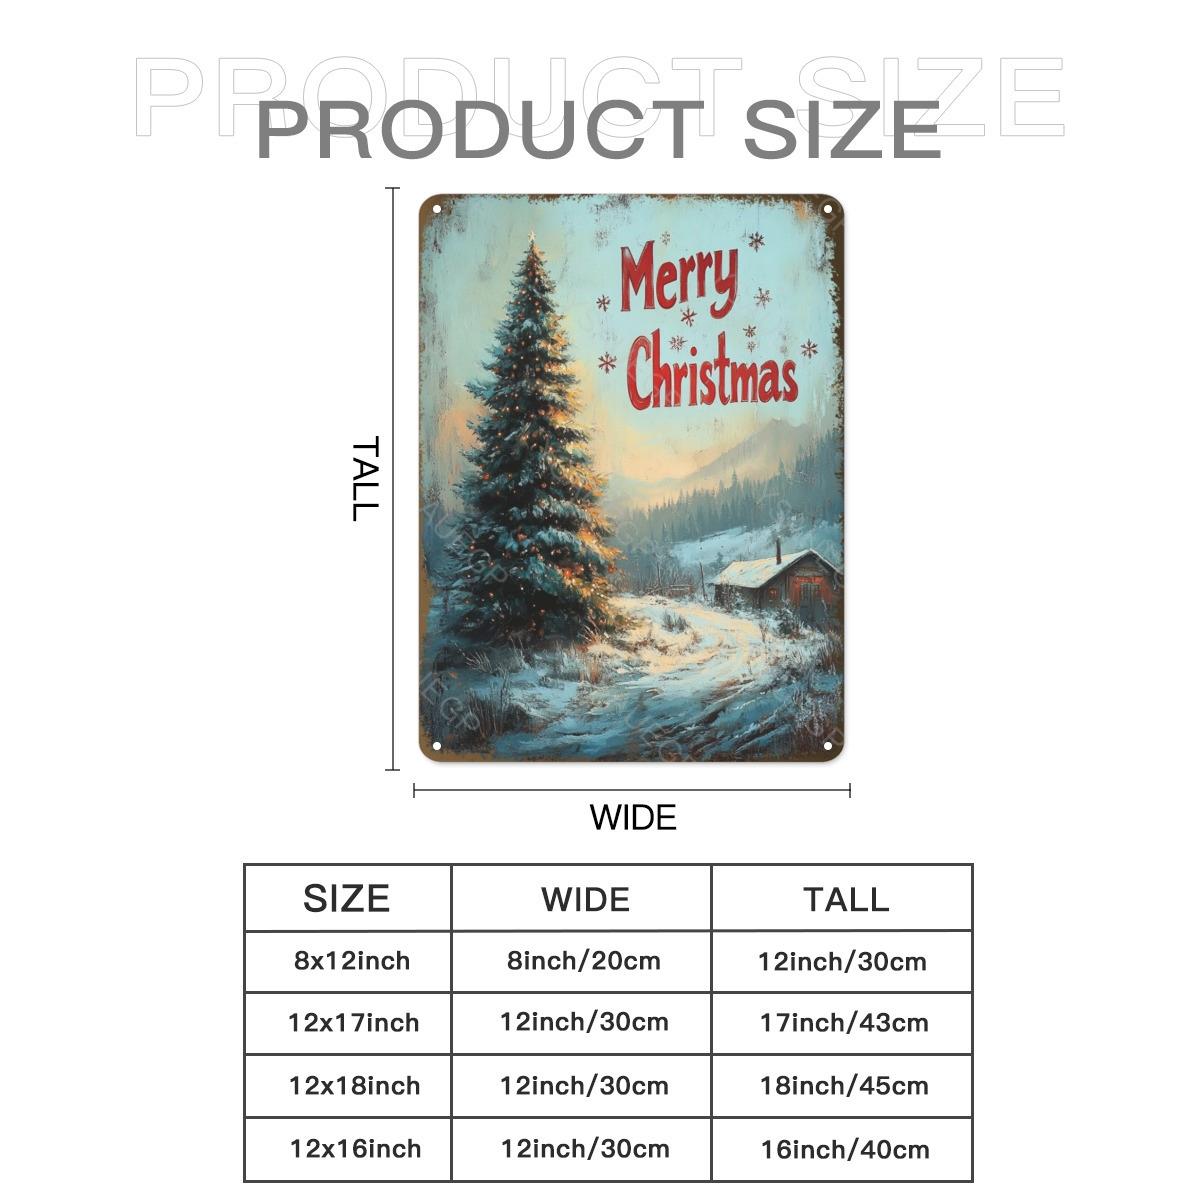 PRODUCT SIZE
PRODUCT SIZE
Merry
Christmas
TALL
WIDE
SIZE WIDE TALL
8x12inch 8inch/20cm 12inch/30cm
12x17inch 12inch/30cm 17inch/43cm
12x18inch 12inch/30cm 18inch/45cm
12x16inch 12inch/30cm 16inch/40cm